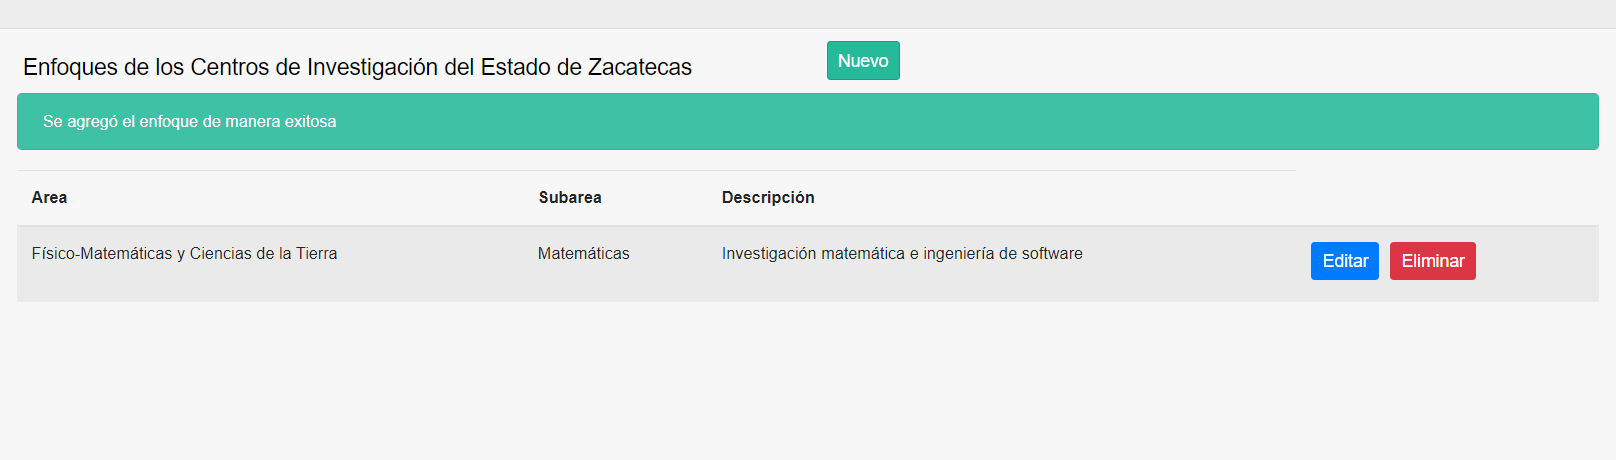 Enfoques de los Centros de Investigación del Estado de Zacatecas Nuevo
Se agregó el enfoque de manera exitosa
Area Subarea Descripción
Físico-Matemáticas y Ciencias de la Tierra Matemáticas Investigación matemática e ingeniería de software Editar Eliminar